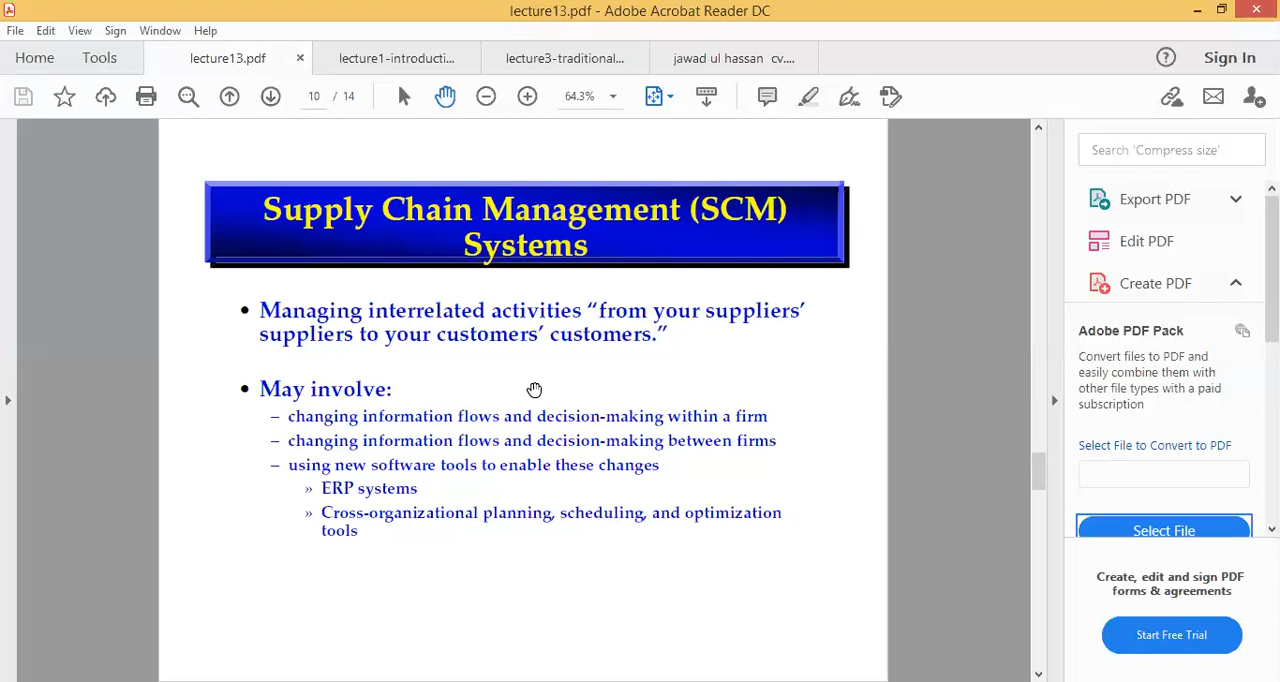 lecture13.pdf - Adobe Acrobat Reader DC
File Edit View Sign Window Help
Home Tools lecture13.pdf × lecture1-introducti... lecture3-traditional... jawad ul hassan cv.... Sign In
10 / 14 64.3%
Search 'Compress size'
Supply Chain Management (SCM)
Systems
Export PDF
Edit PDF
Create PDF
• Managing interrelated activities “from your suppliers’
suppliers to your customers’ customers.”
• May involve:
– changing information flows and decision-making within a firm
– changing information flows and decision-making between firms
– using new software tools to enable these changes
» ERP systems
» Cross-organizational planning, scheduling, and optimization
tools
Adobe PDF Pack
Convert files to PDF and
easily combine them with
other file types with a paid
subscription
Select File to Convert to PDF
Select File
Create, edit and sign PDF
forms & agreements
Start Free Trial